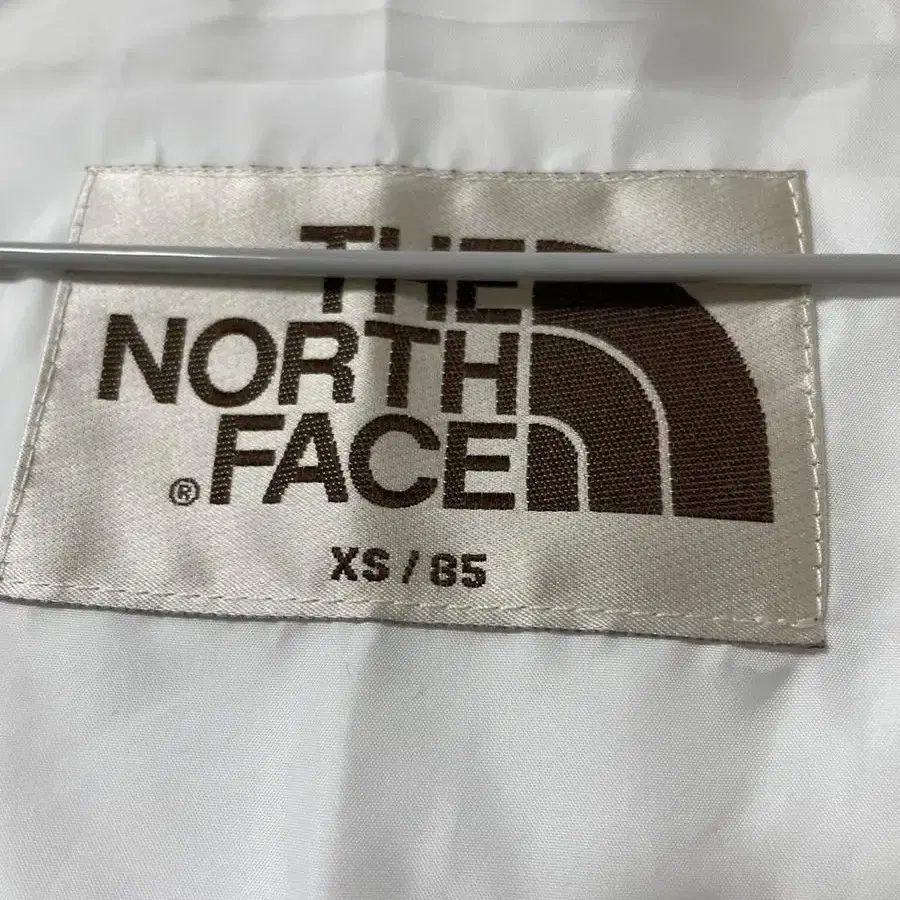 THE
NORTH
® FACE
XS / 85